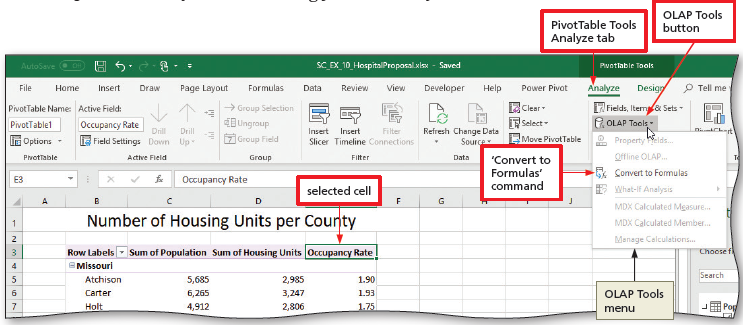 OLAP Tools
button
PivotTable Tools
Analyze tab
AutoSave Off
SC_EX_10_HospitalProposal.xlsx - Saved
PivotTable Tools
File Home Insert Draw Page Layout Formulas Data Review View Developer Help Power Pivot Analyze Design Tell me
PivotTable Name: Active Field:
PivotTable1 Occupancy Rate
Options Field Settings
Drill Down Drill Up
PivotTable Active Field
Group Selection
Ungroup
Group Field
Group
Insert Slicer Insert Timeline Filter Connections
Filter
Refresh Change Data Source
Data
Clear
Select
Move PivotTable
Fields, Items, & Sets
OLAP Tools
PivotChart
Property Fields...
Offline OLAP...
Convert to Formulas
What-If Analysis
MDX Calculated Measure...
MDX Calculated Member...
Manage Calculations...
'Convert to
Formulas'
command
E3 fx Occupancy Rate
selected cell
A B C D E F G
1 Number of Housing Units per County
2
3 Row Labels Sum of Population Sum of Housing Units Occupancy Rate
4 Missouri
5 Atchison 5,685 2,985 1.90
6 Carter 6,265 3,247 1.93
7 Holt 4,912 2,806 1.75
Choose fi
Search
Pop
OLAP Tools
menu